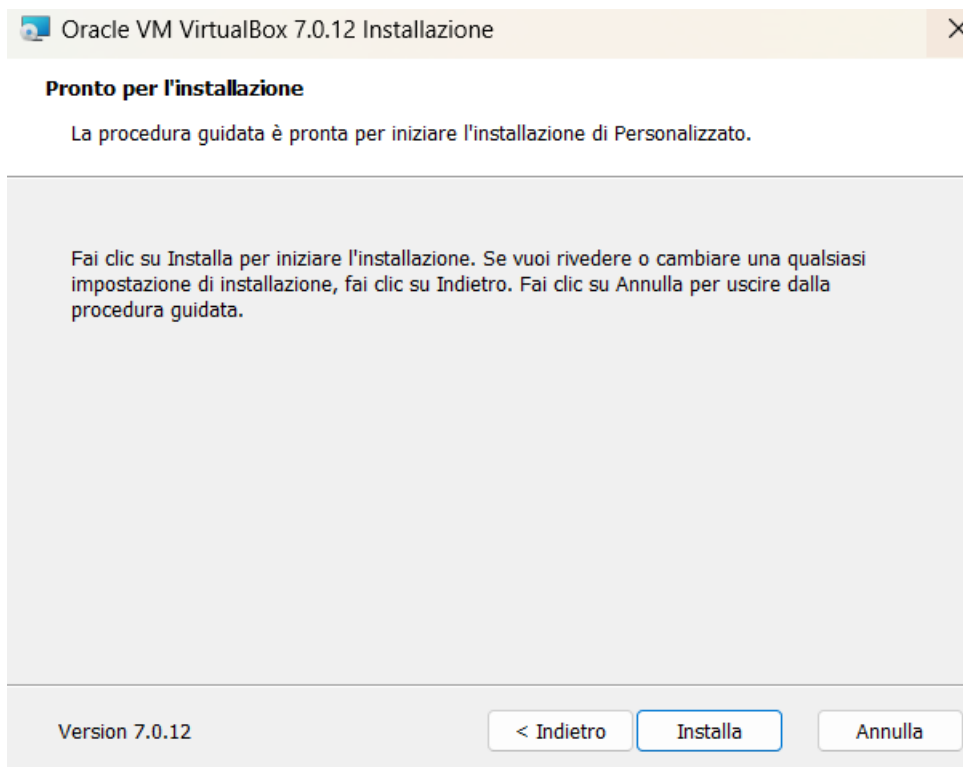 Oracle VM VirtualBox 7.0.12 Installazione
Pronto per l'installazione
La procedura guidata è pronta per iniziare l'installazione di Personalizzato.
Fai clic su Installa per iniziare l'installazione. Se vuoi rivedere o cambiare una qualsiasi
impostazione di installazione, fai clic su Indietro. Fai clic su Annulla per uscire dalla
procedura guidata.
Version 7.0.12 < Indietro Installa Annulla